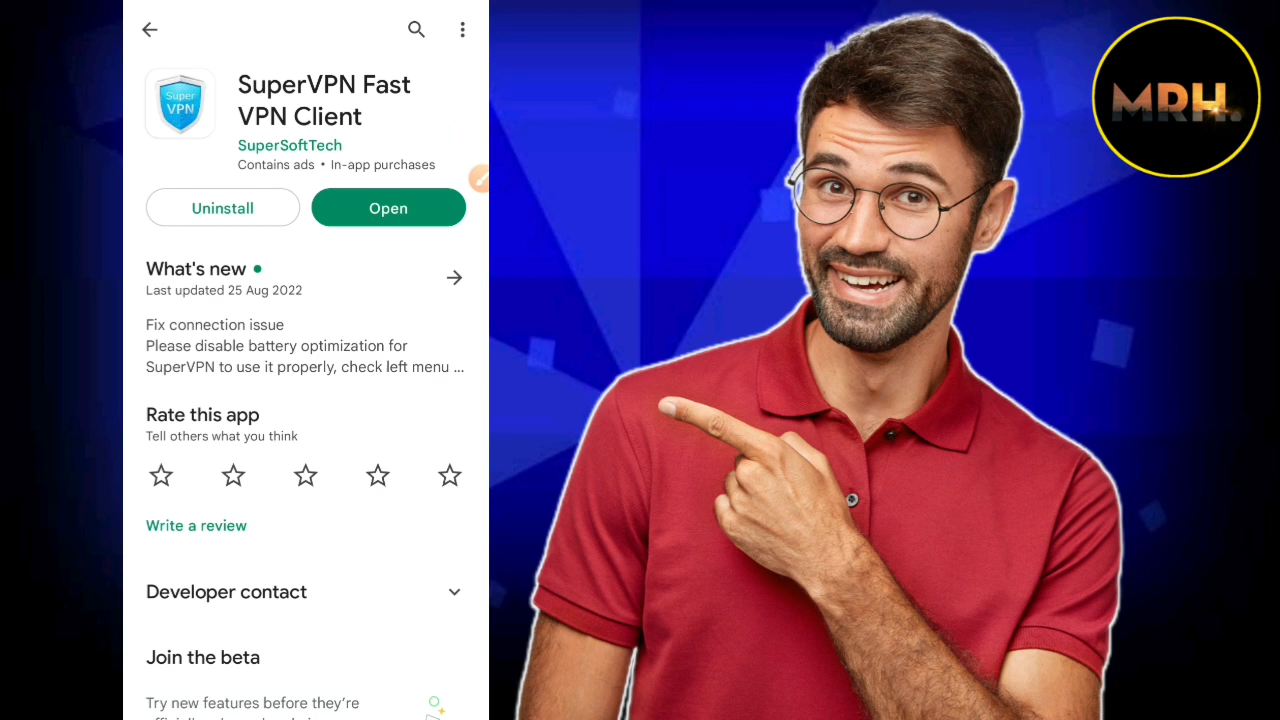 SuperVPN Fast
VPN Client
Super
VPN
SuperSoftTech
Contains ads • In-app purchases
Uninstall
Open
What's new
Last updated 25 Aug 2022
Fix connection issue
Please disable battery optimization for
SuperVPN to use it properly, check left menu ...
Rate this app
Tell others what you think
Write a review
Developer contact
Join the beta
Try new features before they're
MRH.